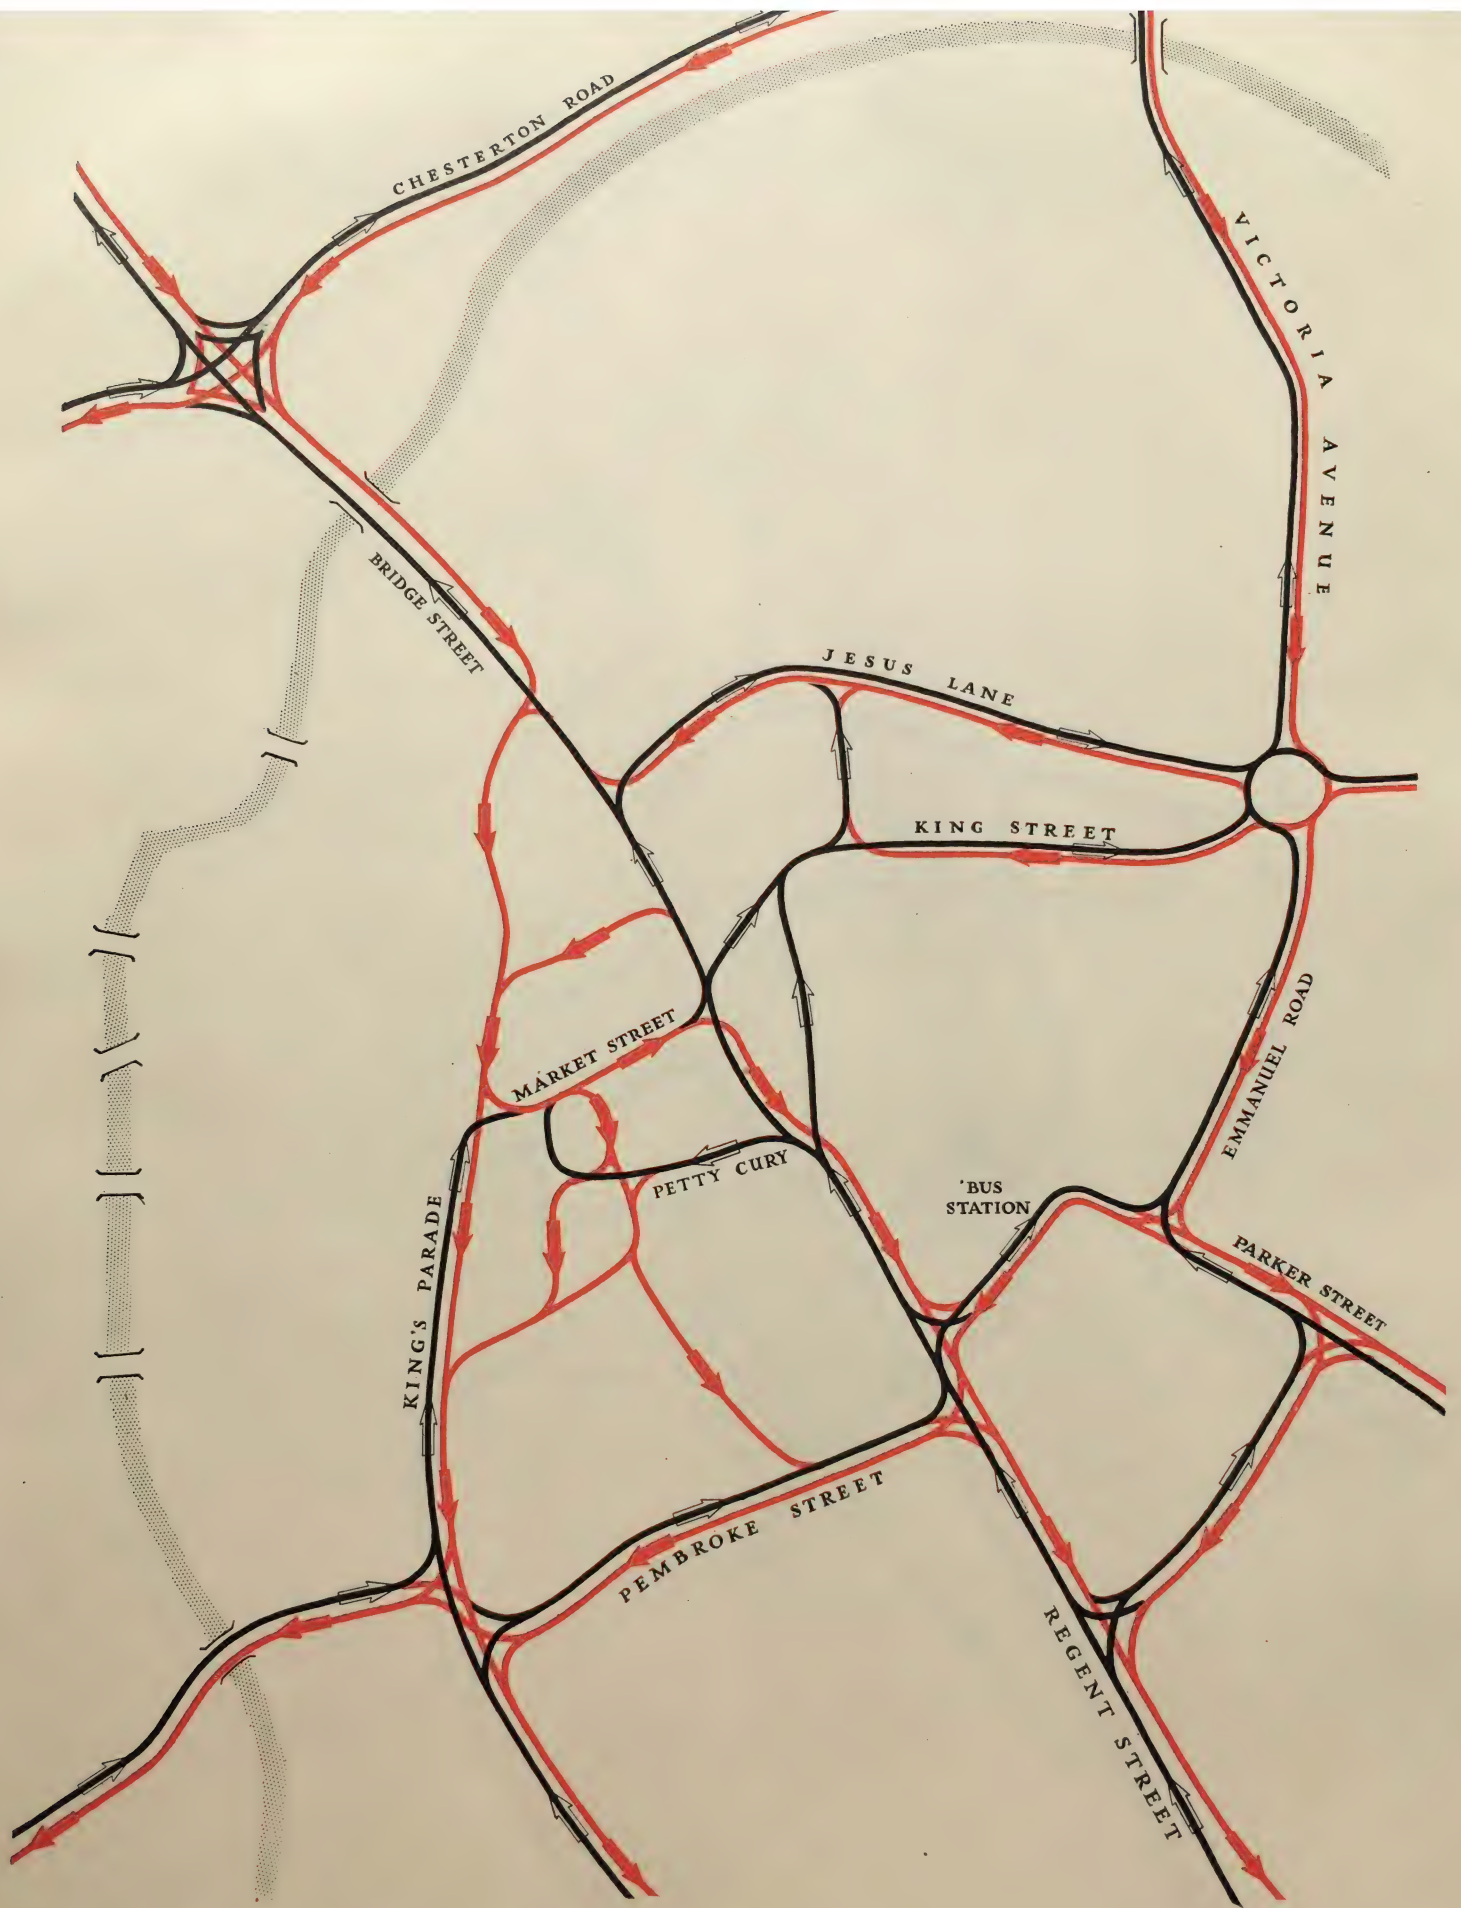 CHESTERTON ROAD
VICTORIA AVENUE
BRIDGE STREET
JESUS LANE
KING STREET
EMMANUEL ROAD
MARKET STREET
PETTY CURY
'BUS
STATION
PARKER STREET
KING'S PARADE
PEMBROKE STREET
REGENT STREET